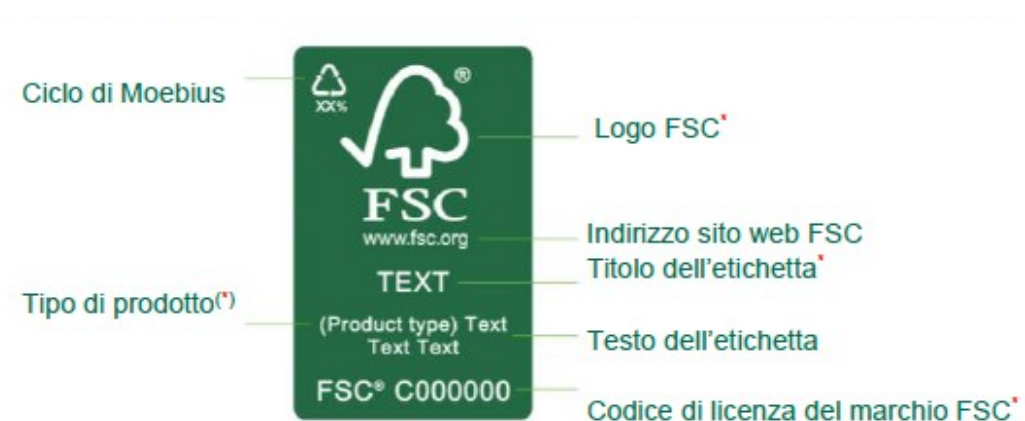 Ciclo di Moebius
XX%
®
Logo FSC*
FSC
www.fsc.org
Indirizzo sito web FSC
TEXT
Titolo dell'etichetta*
Tipo di prodotto(*)
(Product type) Text
Text Text
Testo dell'etichetta
FSC® C000000
Codice di licenza del marchio FSC*